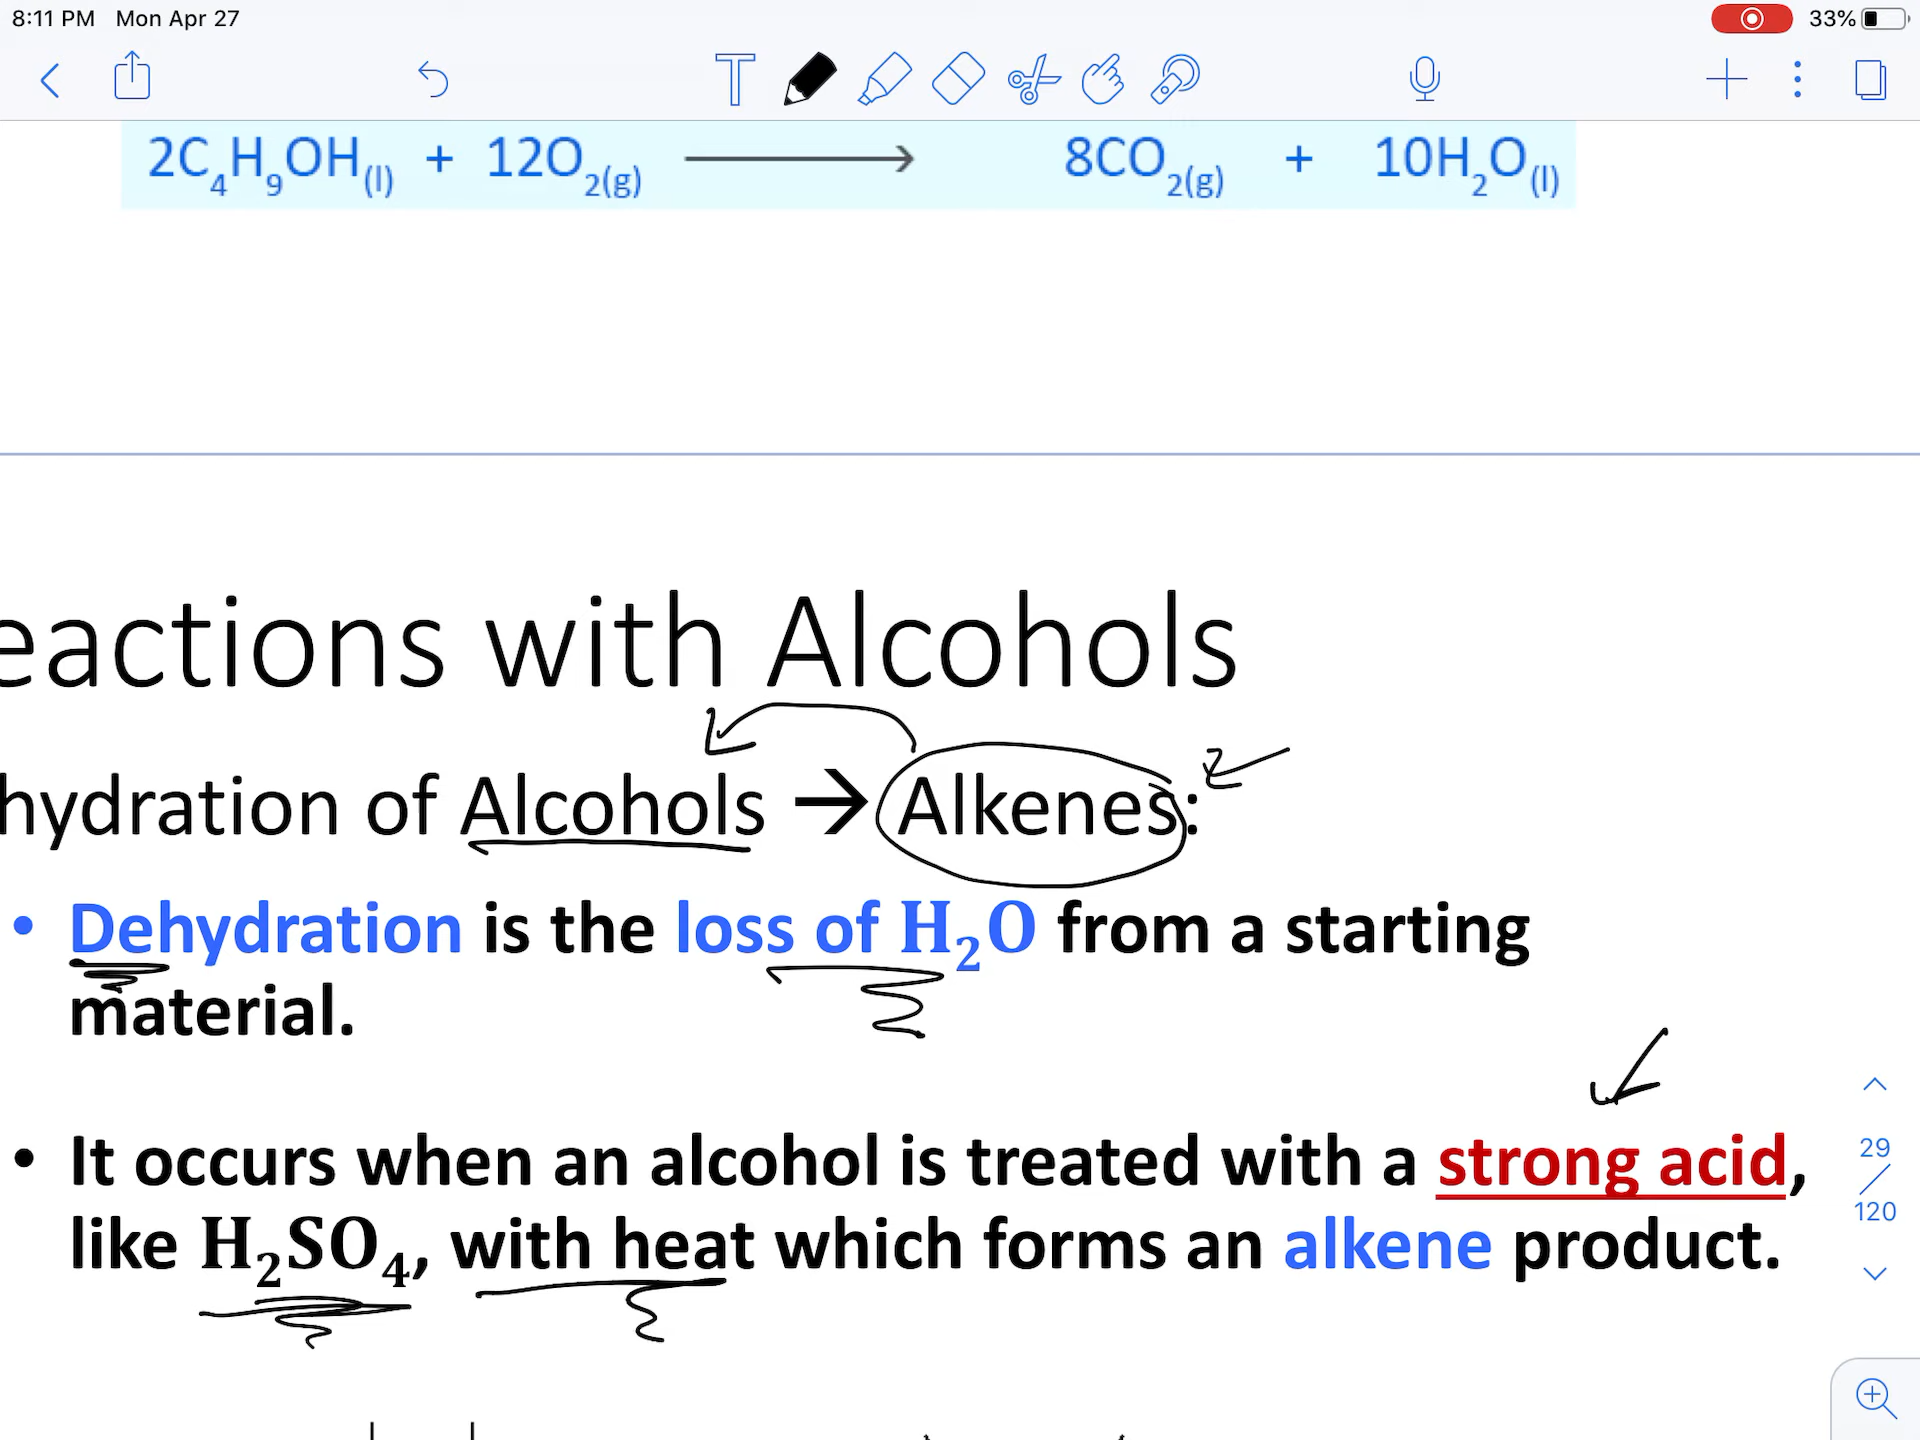 8:11 PM Mon Apr 27 33%
T
2C₄H₉OH(l) + 12O₂(g) ⟶ 8CO₂(g) + 10H₂O(l)
eactions with Alcohols
hydration of Alcohols → Alkenes:
• Dehydration is the loss of H₂O from a starting
material.
• It occurs when an alcohol is treated with a strong acid,
like H₂SO₄, with heat which forms an alkene product.
29
/
120